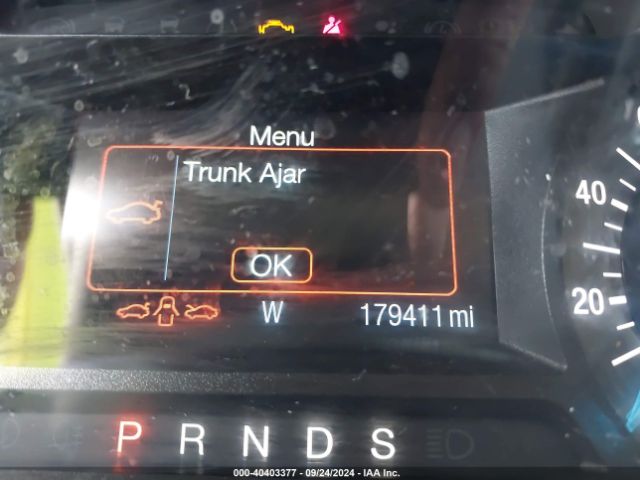 Menu
Trunk Ajar
OK
W 179411 mi
40
20
P R N D S
000-40403377 - 09/24/2024 - IAA Inc.